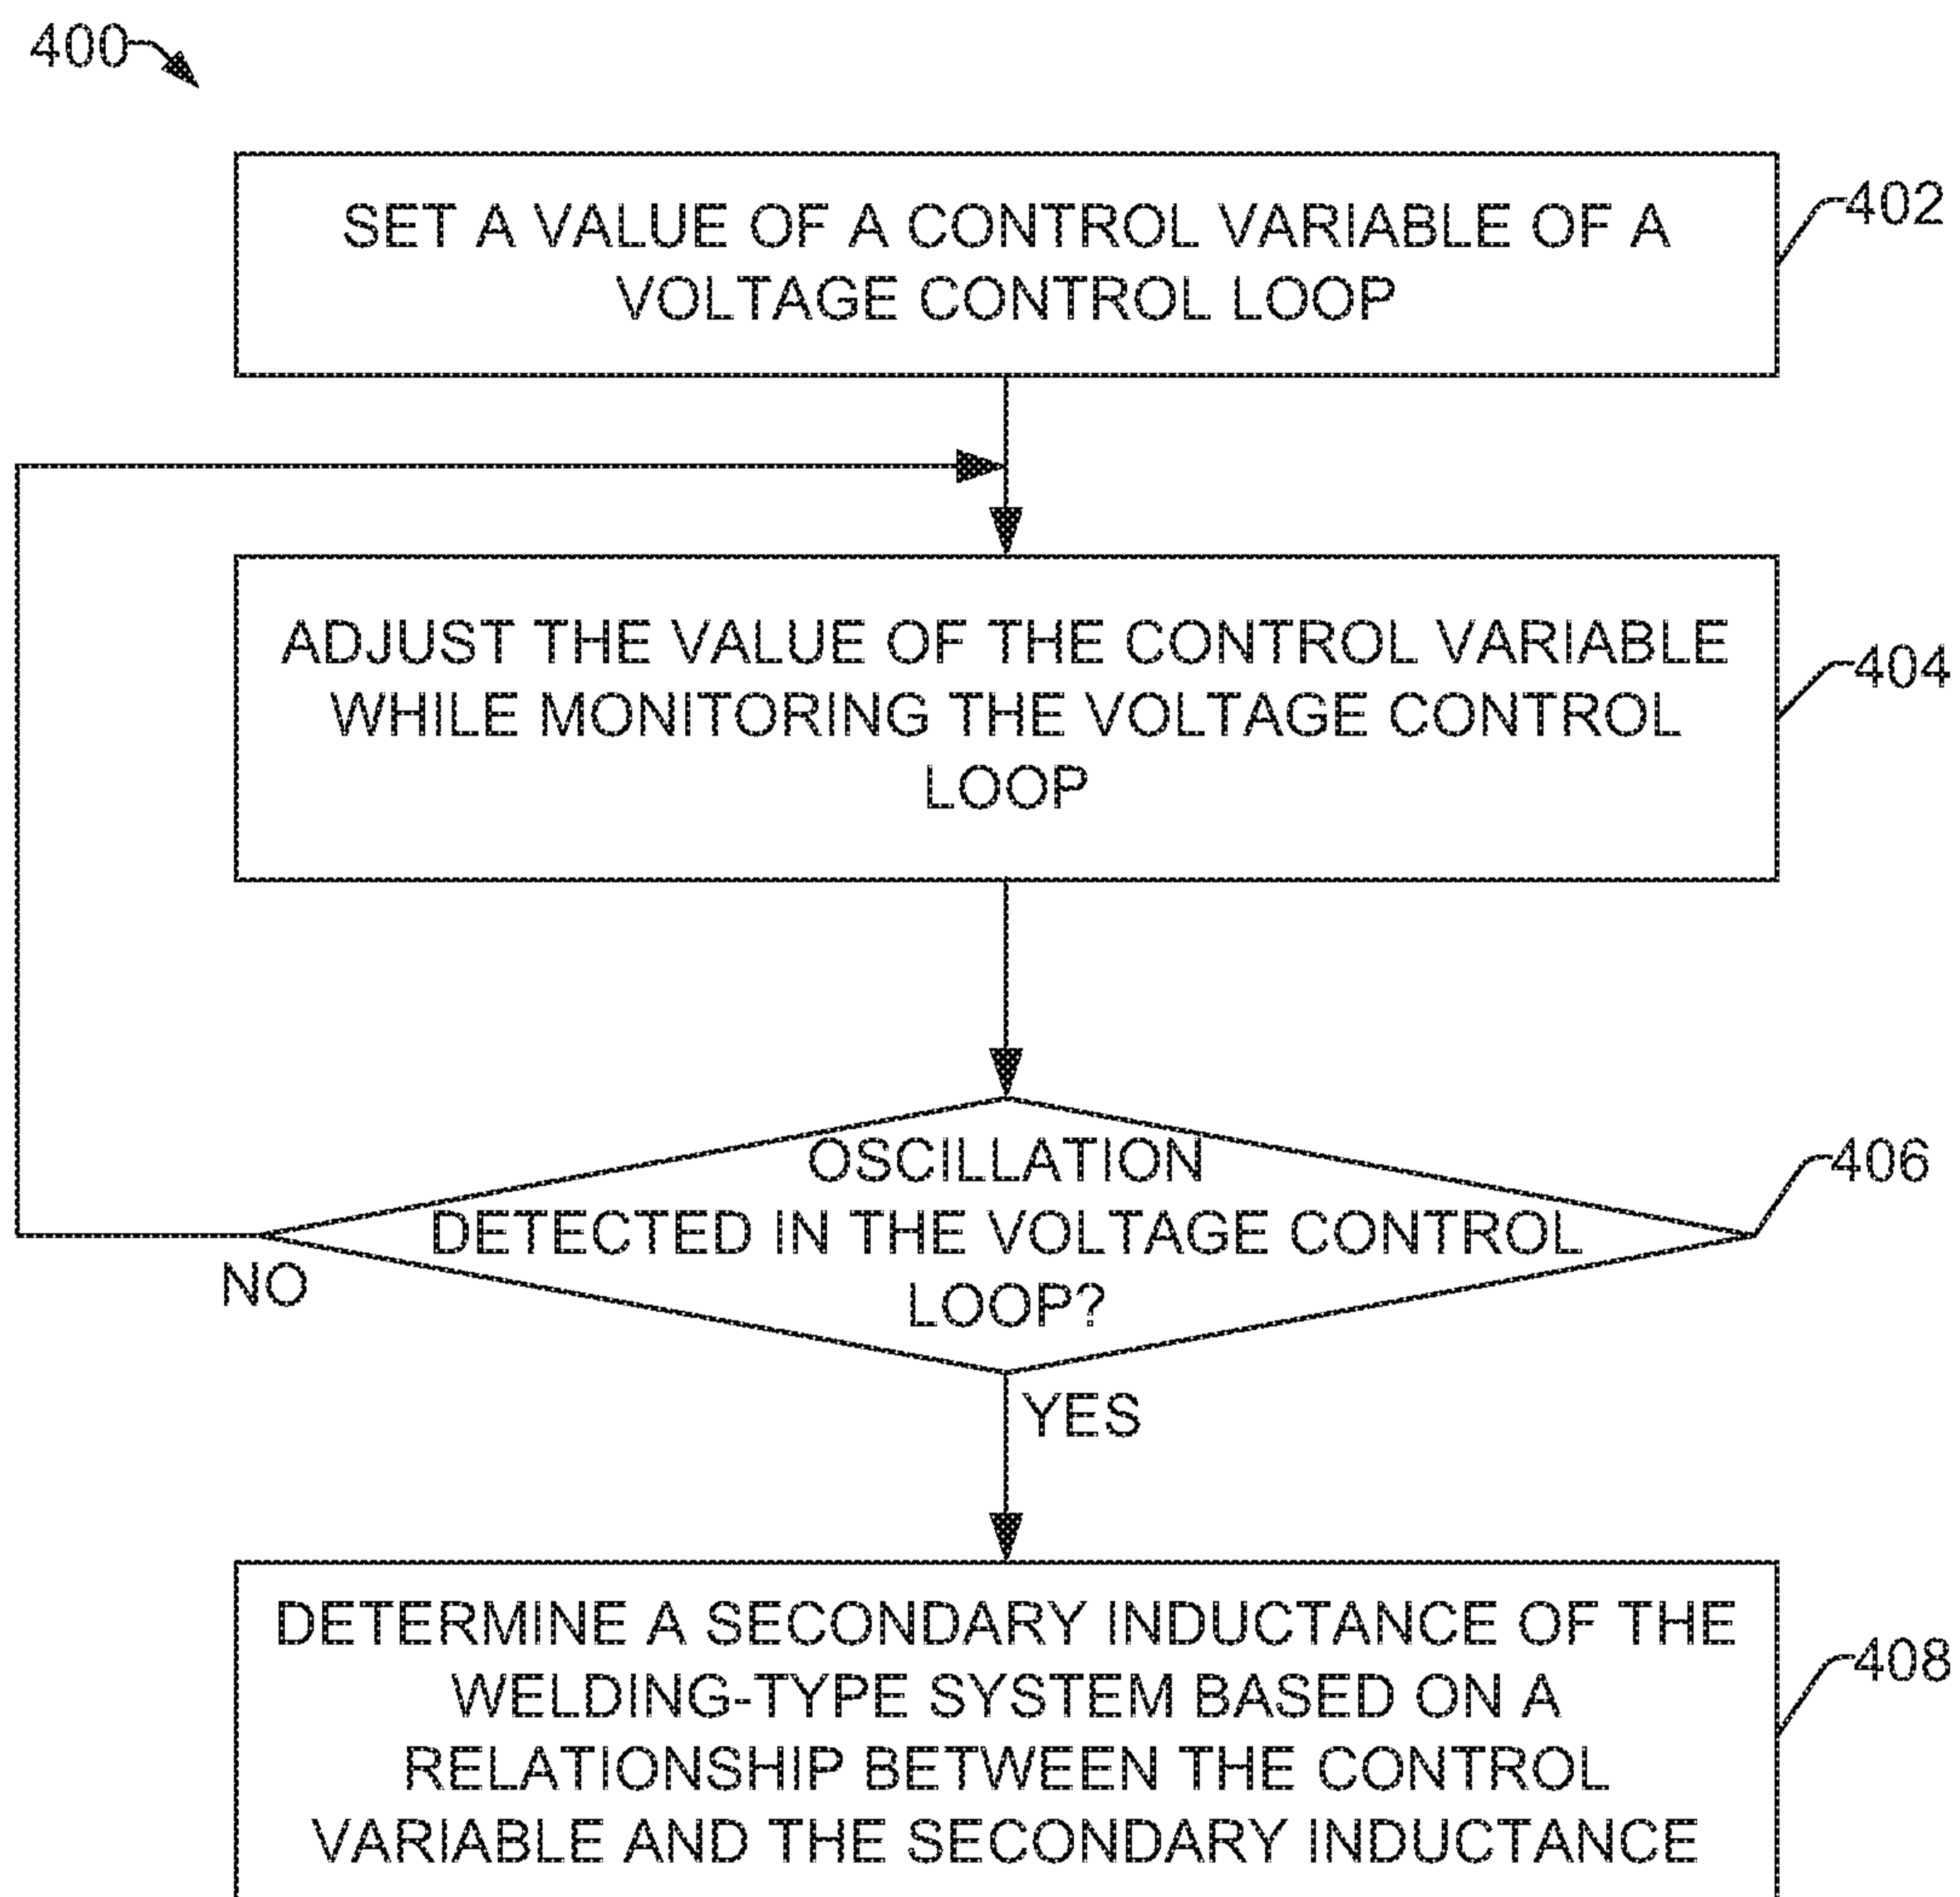 400
SET A VALUE OF A CONTROL VARIABLE OF A
VOLTAGE CONTROL LOOP
402
ADJUST THE VALUE OF THE CONTROL VARIABLE
WHILE MONITORING THE VOLTAGE CONTROL
LOOP
404
OSCILLATION
DETECTED IN THE VOLTAGE CONTROL
LOOP?
406
NO
YES
DETERMINE A SECONDARY INDUCTANCE OF THE
WELDING-TYPE SYSTEM BASED ON A
RELATIONSHIP BETWEEN THE CONTROL
VARIABLE AND THE SECONDARY INDUCTANCE
408